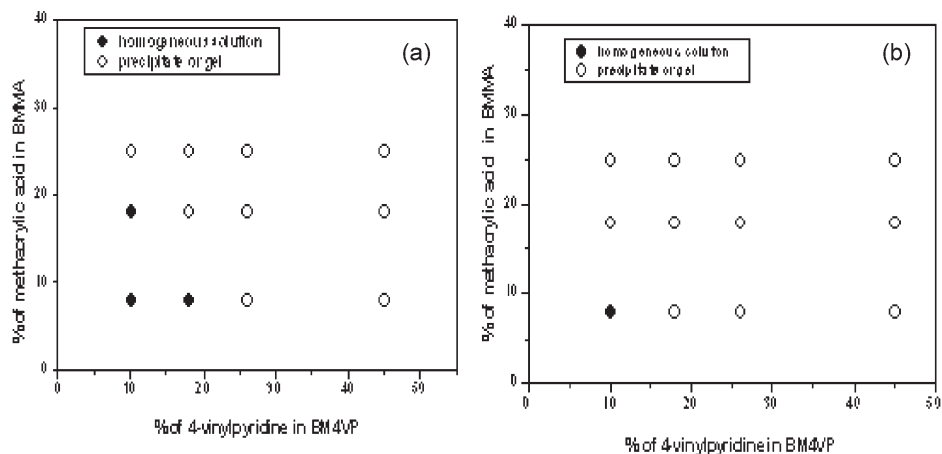 40
30
20
10
0
homogeneous solution
precipitate or gel
(a)
% of methacrylic acid in BMMA
0 10 20 30 40 50
% of 4-vinylpyridine in BM4VP
40
30
20
10
0
homogeneous coluton
precipitate or gel
(b)
% of methacrylic acid in BMMA
0 10 20 30 40 50
% of 4-vinylpyridine in BM4VP